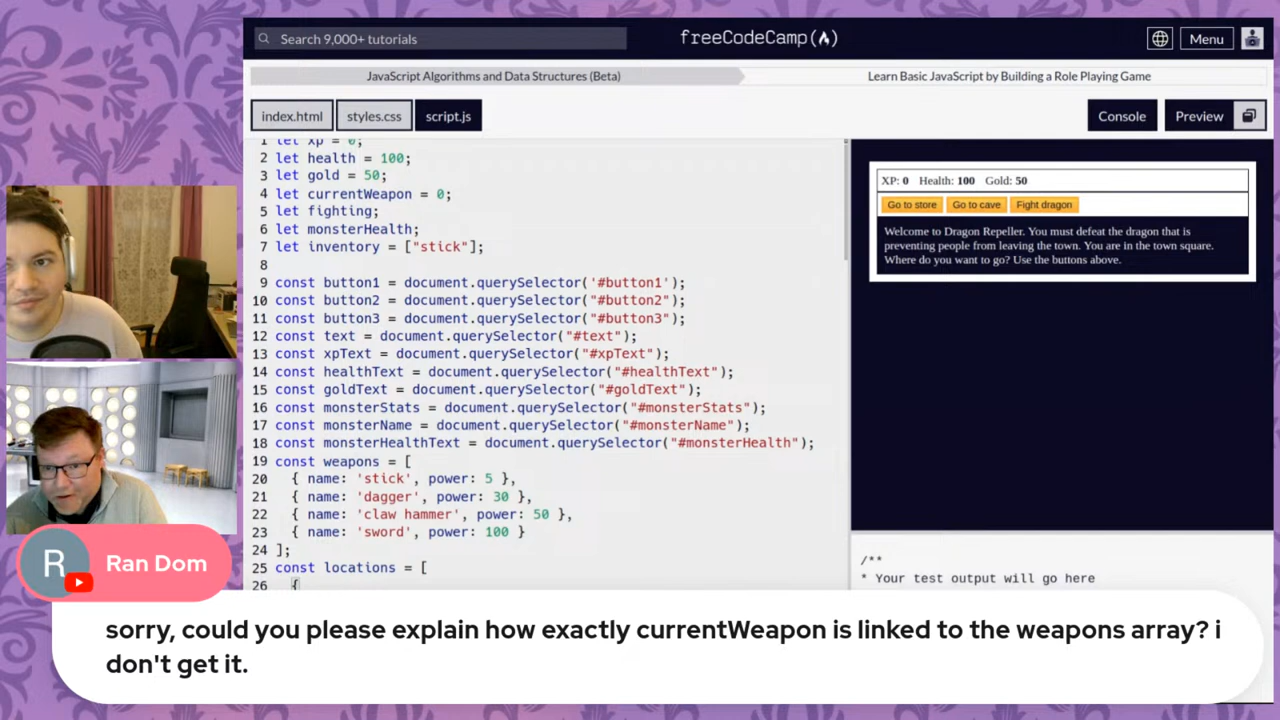 Search 9,000+ tutorials
freeCodeCamp
Menu
JavaScript Algorithms and Data Structures (Beta)
Learn Basic JavaScript by Building a Role Playing Game
index.html
styles.css
script.js
Console
Preview
1 let xp = 0;
2 let health = 100;
3 let gold = 50;
4 let currentWeapon = 0;
5 let fighting;
6 let monsterHealth;
7 let inventory = ["stick"];
8
9 const button1 = document.querySelector('#button1');
10 const button2 = document.querySelector("#button2");
11 const button3 = document.querySelector("#button3");
12 const text = document.querySelector("#text");
13 const xpText = document.querySelector("#xpText");
14 const healthText = document.querySelector("#healthText");
15 const goldText = document.querySelector("#goldText");
16 const monsterStats = document.querySelector("#monsterStats");
17 const monsterName = document.querySelector("#monsterName");
18 const monsterHealthText = document.querySelector("#monsterHealth");
19 const weapons = [
20 { name: 'stick', power: 5 },
21 { name: 'dagger', power: 30 },
22 { name: 'claw hammer', power: 50 },
23 { name: 'sword', power: 100 }
24 ];
25 const locations = [
26 {
XP: 0 Health: 100 Gold: 50
Go to store
Go to cave
Fight dragon
Welcome to Dragon Repeller. You must defeat the dragon that is
preventing people from leaving the town. You are in the town square.
Where do you want to go? Use the buttons above.
/**
* Your test output will go here
R
Ran Dom
sorry, could you please explain how exactly currentWeapon is linked to the weapons array? i
don't get it.